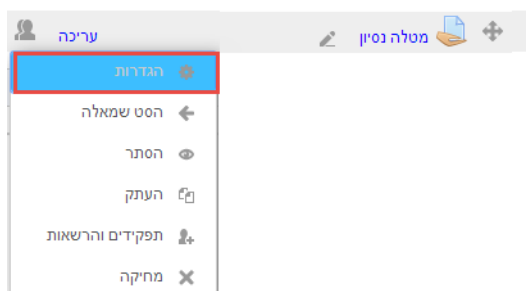 מטלה נסיון עריכה
הגדרות
הסט שמאלה
הסתר
העתק
תפקידים והרשאות
מחיקה